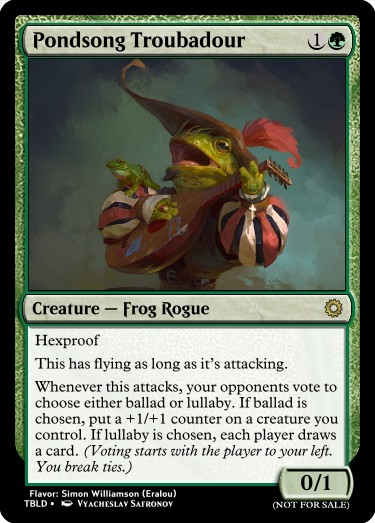 Pondsong Troubadour 1
Creature — Frog Rogue
Hexproof
This has flying as long as it's attacking.
Whenever this attacks, your opponents vote to
choose either ballad or lullaby. If ballad is
chosen, put a +1/+1 counter on a creature you
control. If lullaby is chosen, each player draws
a card. (Voting starts with the player to your left.
You break ties.)
0/1
Flavor: Simon Williamson (Eralou)
TBLD • Vyacheslav Safronov
(NOT FOR SALE)